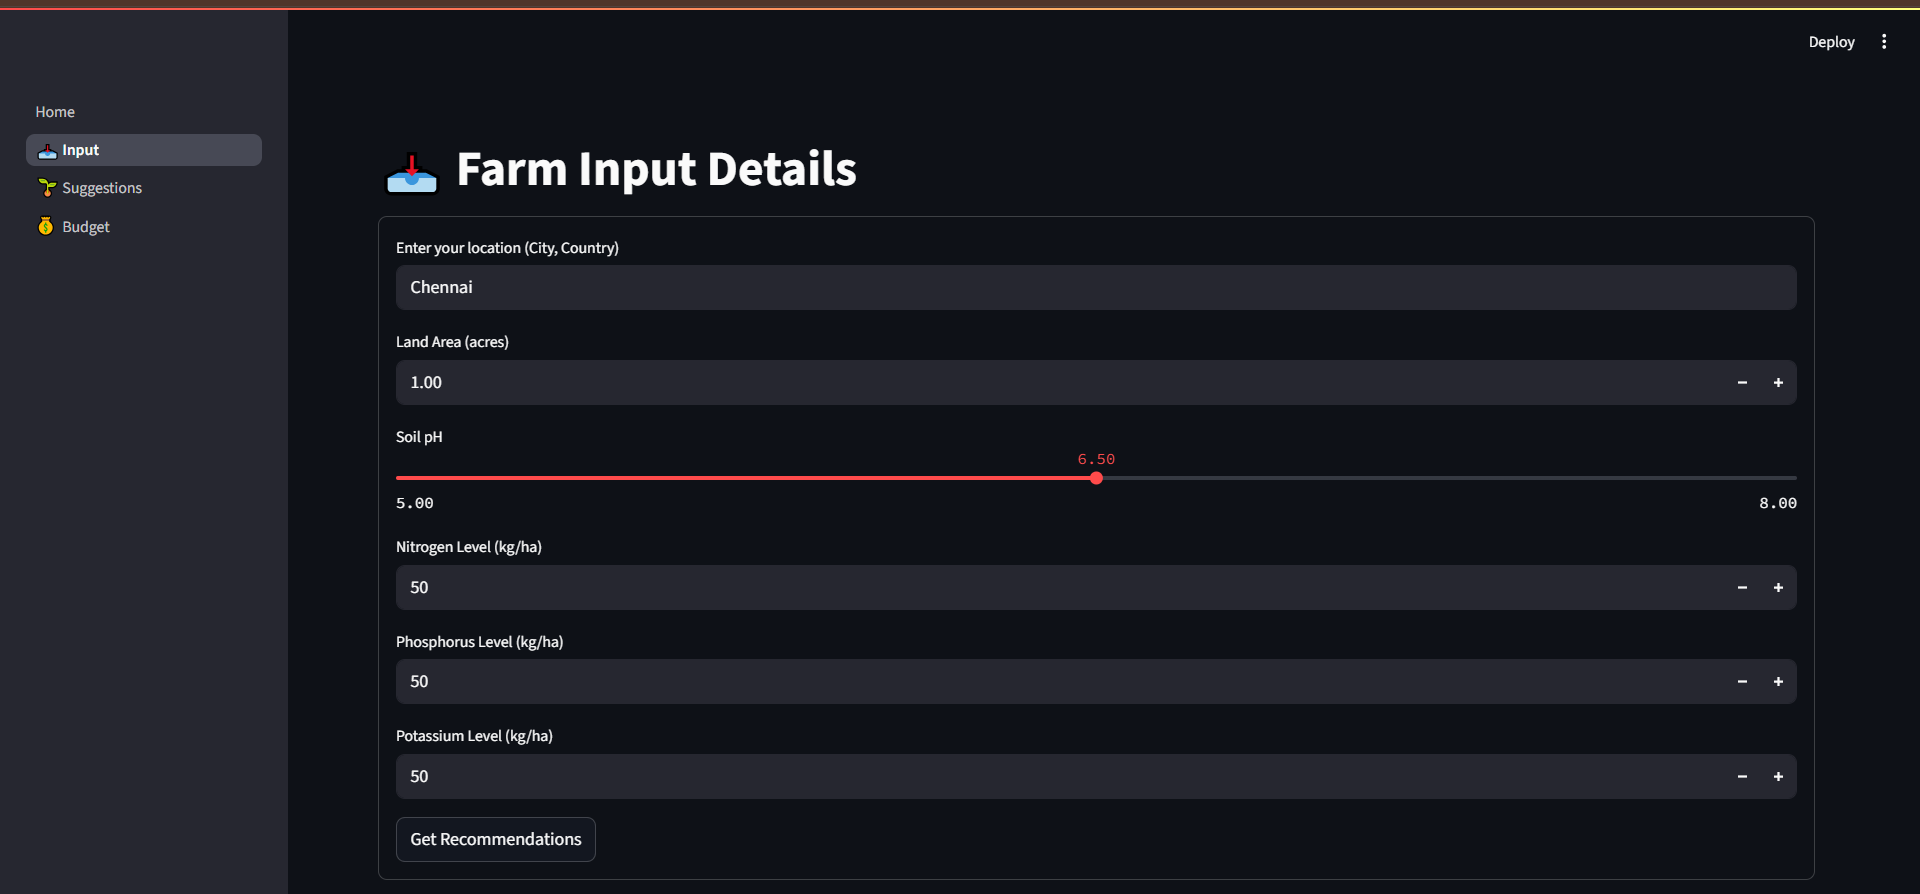 Deploy
Home
Input
Suggestions
Budget
Farm Input Details
Enter your location (City, Country)
Chennai
Land Area (acres)
1.00
Soil pH
6.50
5.00 8.00
Nitrogen Level (kg/ha)
50
Phosphorus Level (kg/ha)
50
Potassium Level (kg/ha)
50
Get Recommendations